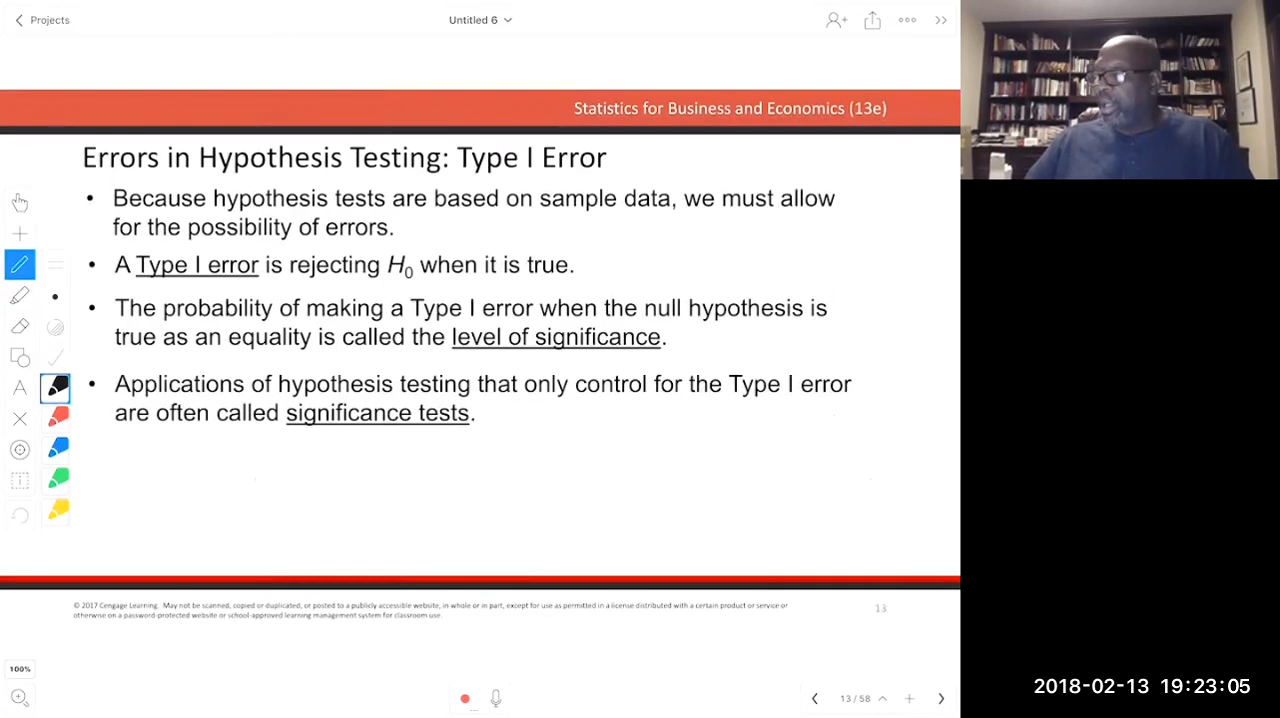 Projects
Untitled 6
Statistics for Business and Economics (13e)
Errors in Hypothesis Testing: Type I Error
• Because hypothesis tests are based on sample data, we must allow
for the possibility of errors.
• A Type I error is rejecting H0 when it is true.
• The probability of making a Type I error when the null hypothesis is
true as an equality is called the level of significance.
• Applications of hypothesis testing that only control for the Type I error
are often called significance tests.
© 2017 Cengage Learning. May not be scanned, copied or duplicated, or posted to a publicly accessible website, in whole or in part, except for use as permitted in a license distributed with a certain product or service or
otherwise on a password-protected website or school-approved learning management system for classroom use.
13
100%
13 / 58
2018-02-13 19:23:05